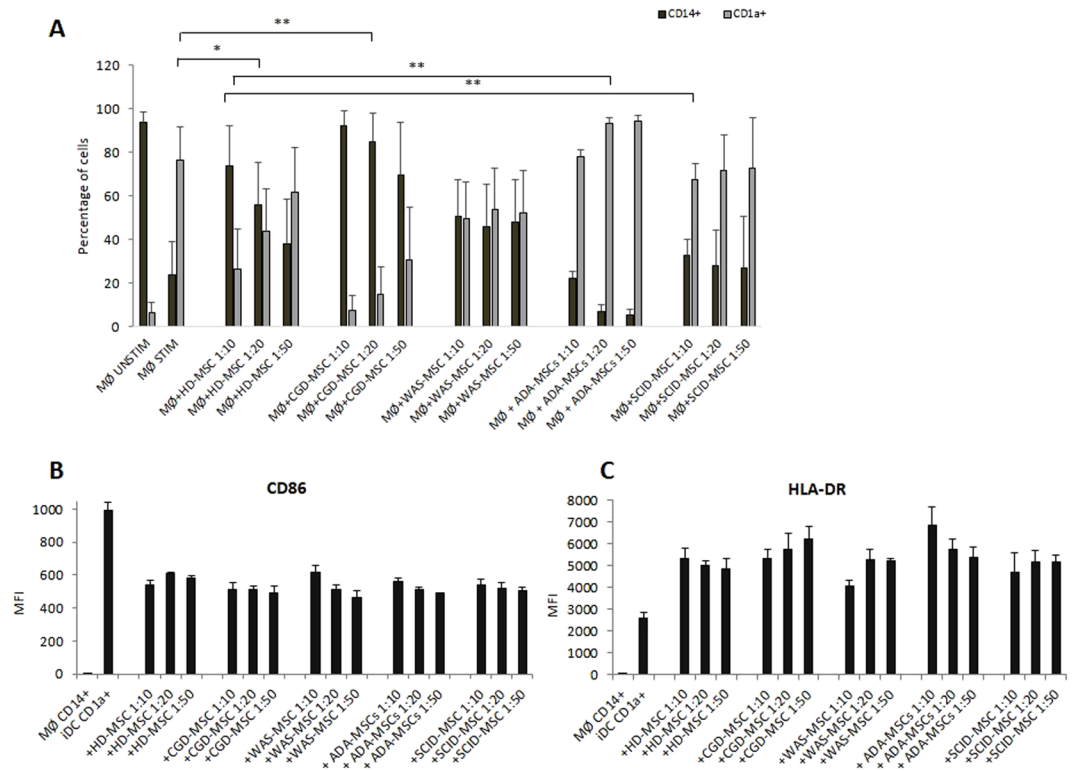 CD14+ CD1a+
A
**
*
**
**
Percentage of cells
120
100
80
60
40
20
0
MØ UNSTIM
MØ STIM
MØ+HD-MSC 1:10
MØ+HD-MSC 1:20
MØ+HD-MSC 1:50
MØ+CGD-MSC 1:10
MØ+CGD-MSC 1:20
MØ+CGD-MSC 1:50
MØ+WAS-MSC 1:10
MØ+WAS-MSC 1:20
MØ+WAS-MSC 1:50
MØ + ADA-MSCs 1:10
MØ + ADA-MSCs 1:20
MØ + ADA-MSCs 1:50
MØ+SCID-MSC 1:10
MØ+SCID-MSC 1:20
MØ+SCID-MSC 1:50
B
CD86
MFI
1000
800
600
400
200
0
MØ CD14+
iDC CD1a+
+HD-MSC 1:10
+HD-MSC 1:20
+HD-MSC 1:50
+CGD-MSC 1:10
+CGD-MSC 1:20
+CGD-MSC 1:50
+WAS-MSC 1:10
+WAS-MSC 1:20
+WAS-MSC 1:50
+ ADA-MSCs 1:10
+ ADA-MSCs 1:20
+ ADA-MSCs 1:50
+SCID-MSC 1:10
+SCID-MSC 1:20
+SCID-MSC 1:50
C
HLA-DR
MFI
8000
7000
6000
5000
4000
3000
2000
1000
0
MØ CD14+
iDC CD1a+
+HD-MSC 1:10
+HD-MSC 1:20
+HD-MSC 1:50
+CGD-MSC 1:10
+CGD-MSC 1:20
+CGD-MSC 1:50
+WAS-MSC 1:10
+WAS-MSC 1:20
+WAS-MSC 1:50
+ ADA-MSCs 1:10
+ ADA-MSCs 1:20
+ ADA-MSCs 1:50
+SCID-MSC 1:10
+SCID-MSC 1:20
+SCID-MSC 1:50